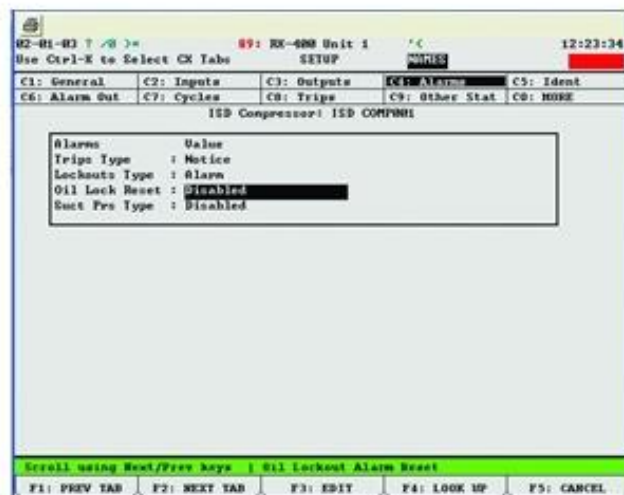 02-01-03 ? /0 >= 09: RX-400 Unit 1 '< 12:23:34
Use Ctrl-X to Select CX Tabs SETUP NAMES
C1: General C2: Inputs C3: Outputs C4: Alarms C5: Ident
C6: Alarm Out C7: Cycles C8: Trips C9: Other Stat C0: MORE
ISD Compressor: ISD COMP001
Alarms Value
Trips Type : Notice
Lockouts Type : Alarm
Oil Lock Reset : Disabled
Suct Prs Type : Disabled
Scroll using Next/Prev keys | Oil Lockout Alarm Reset
F1: PREV TAB F2: NEXT TAB F3: EDIT F4: LOOK UP F5: CANCEL